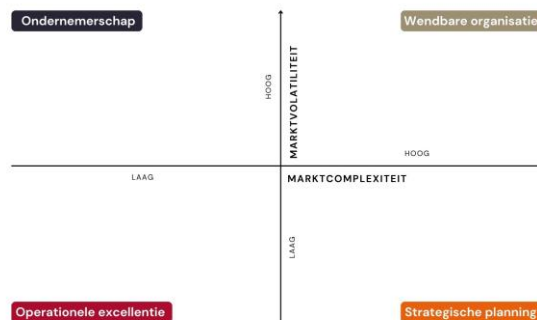 Ondernemerschap
Wendbare organisatie
HOOG
MARKTVOLATILITEIT
HOOG
LAAG
MARKTCOMPLEXITEIT
LAAG
Operationele excellentie
Strategische planning